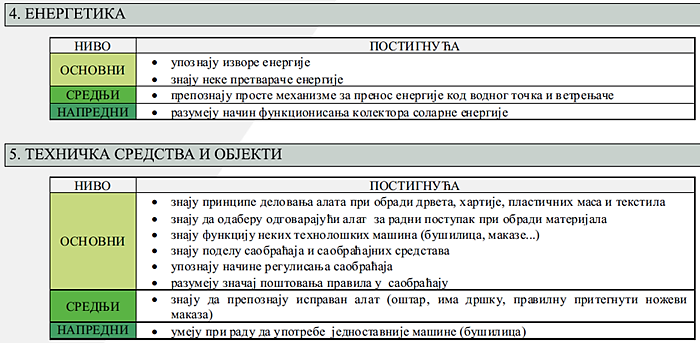 4. ЕНЕРГЕТИКА
НИВО ПОСТИГНУЋА
ОСНОВНИ
• упознају изворе енергије
• знају неке претвараче енергије
СРЕДЊИ • препознају просте механизме за пренос енергије код водног точка и ветрењаче
НАПРЕДНИ • разумеју начин функционисања колектора соларне енергије
5. ТЕХНИЧКА СРЕДСТВА И ОБЈЕКТИ
НИВО ПОСТИГНУЋА
ОСНОВНИ
• знају принципе деловања алата при обради дрвета, хартије, пластичних маса и текстила
• знају да одаберу одговарајући алат за радни поступак при обради материјала
• знају функцију неких технолошких машина (бушилица, маказе...)
• знају поделу саобраћаја и саобраћајних средстава
• упознају начине регулисања саобраћаја
• разумеју значај поштовања правила у саобраћају
СРЕДЊИ • знају да препознају исправан алат (оштар, има дршку, правилну притегнути ножеви
маказа)
НАПРЕДНИ • умеју при раду да употребе једноставније машине (бушилица)